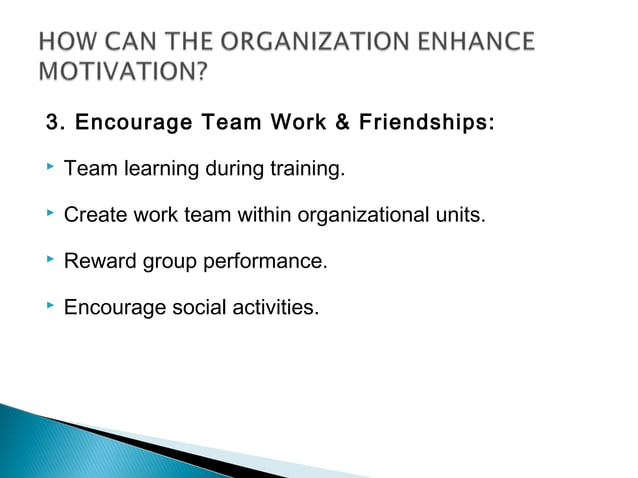 HOW CAN THE ORGANIZATION ENHANCE
MOTIVATION?
3. Encourage Team Work & Friendships:
Team learning during training.
Create work team within organizational units.
Reward group performance.
Encourage social activities.